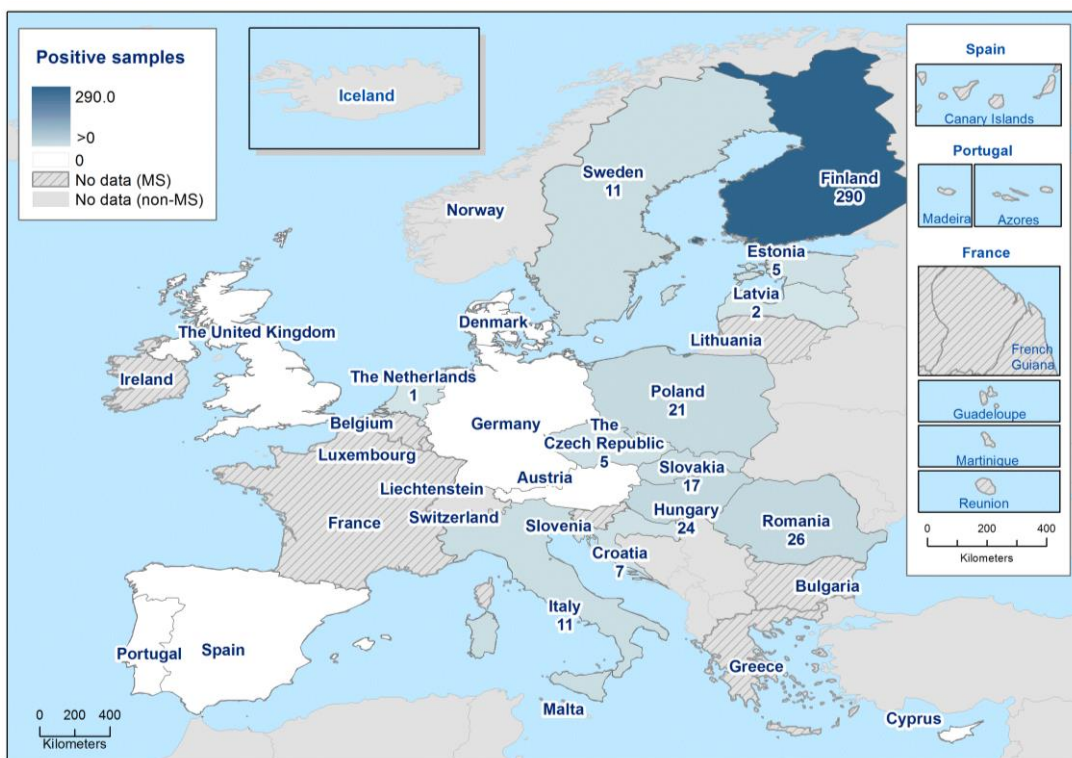 Positive samples
290.0
>0
0
No data (MS)
No data (non-MS)
Iceland
Norway
Sweden
11
Finland
290
Estonia
5
Latvia
2
Lithuania
The United Kingdom
Ireland
Denmark
The Netherlands
1
Belgium
Luxembourg
Germany
Poland
21
The
Czech Republic
5
Slovakia
17
Austria
Liechtenstein
Switzerland
France
Slovenia
Hungary
24
Croatia
7
Romania
26
Bulgaria
Italy
11
Portugal
Spain
Greece
Malta
Cyprus
0 200 400
Kilometers
Spain
Canary Islands
Portugal
Madeira
Azores
France
French
Guiana
Guadeloupe
Martinique
Reunion
0 200 400
Kilometers